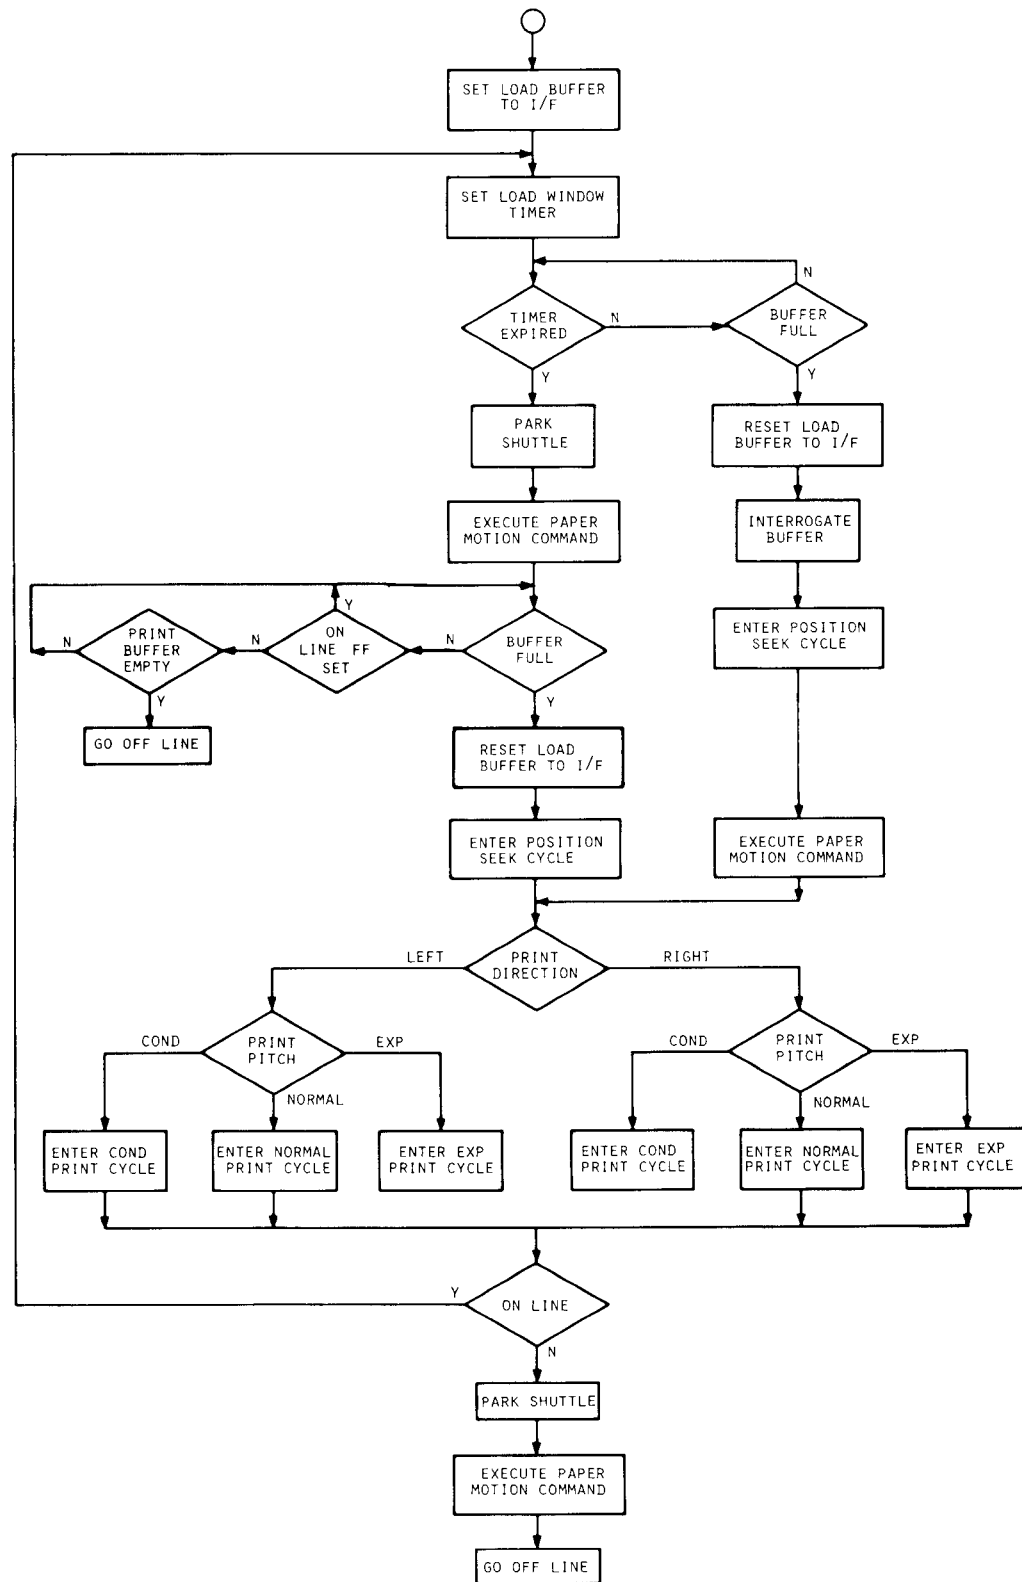 SET LOAD BUFFER
TO I/F
SET LOAD WINDOW
TIMER
N
TIMER
EXPIRED
N
BUFFER
FULL
Y
Y
PARK
SHUTTLE
RESET LOAD
BUFFER TO I/F
EXECUTE PAPER
MOTION COMMAND
INTERROGATE
BUFFER
PRINT
BUFFER
EMPTY
N
Y
ON
LINE FF
SET
N
Y
BUFFER
FULL
N
Y
ENTER POSITION
SEEK CYCLE
GO OFF LINE
RESET LOAD
BUFFER TO I/F
ENTER POSITION
SEEK CYCLE
EXECUTE PAPER
MOTION COMMAND
LEFT
PRINT
DIRECTION
RIGHT
COND
PRINT
PITCH
EXP
NORMAL
COND
PRINT
PITCH
EXP
NORMAL
ENTER COND
PRINT CYCLE
ENTER NORMAL
PRINT CYCLE
ENTER EXP
PRINT CYCLE
ENTER COND
PRINT CYCLE
ENTER NORMAL
PRINT CYCLE
ENTER EXP
PRINT CYCLE
Y
ON LINE
N
PARK SHUTTLE
EXECUTE PAPER
MOTION COMMAND
GO OFF LINE